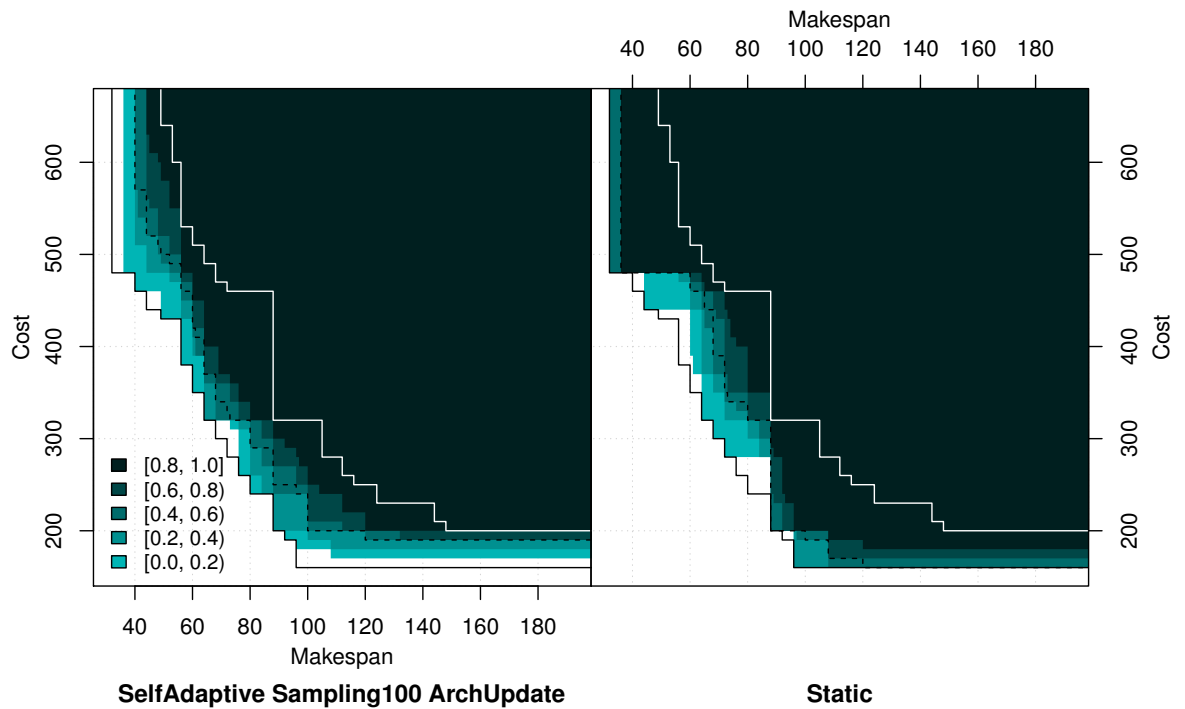 Makespan
40 60 80 100 120 140 160 180
Cost
200 300 400 500 600
[0.8, 1.0]
[0.6, 0.8)
[0.4, 0.6)
[0.2, 0.4)
[0.0, 0.2)
200 300 400 500 600
Cost
40 60 80 100 120 140 160 180
Makespan
SelfAdaptive Sampling100 ArchUpdate
Static